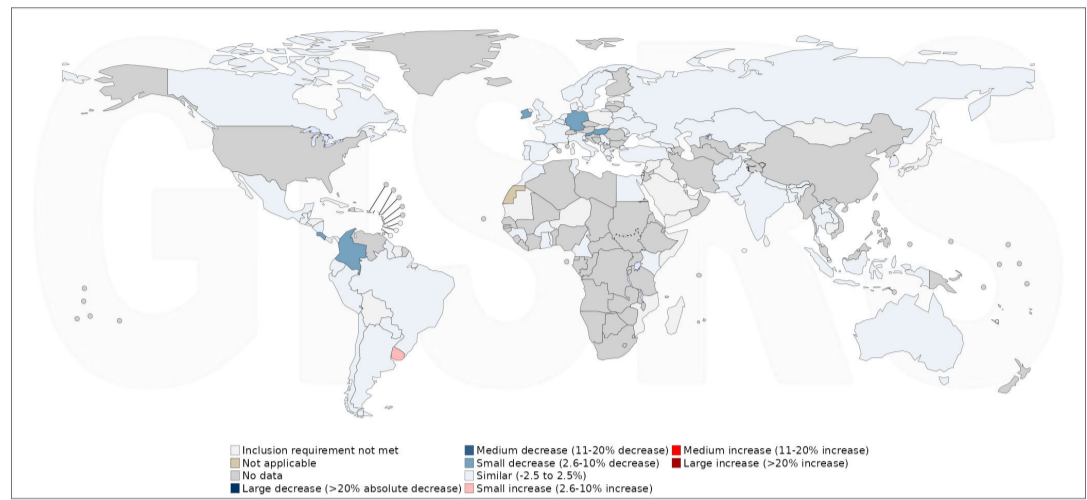 GISRS
Inclusion requirement not met
Not applicable
No data
Large decrease (>20% absolute decrease)
Medium decrease (11-20% decrease)
Small decrease (2.6-10% decrease)
Similar (-2.5 to 2.5%)
Small increase (2.6-10% increase)
Medium increase (11-20% increase)
Large increase (>20% increase)